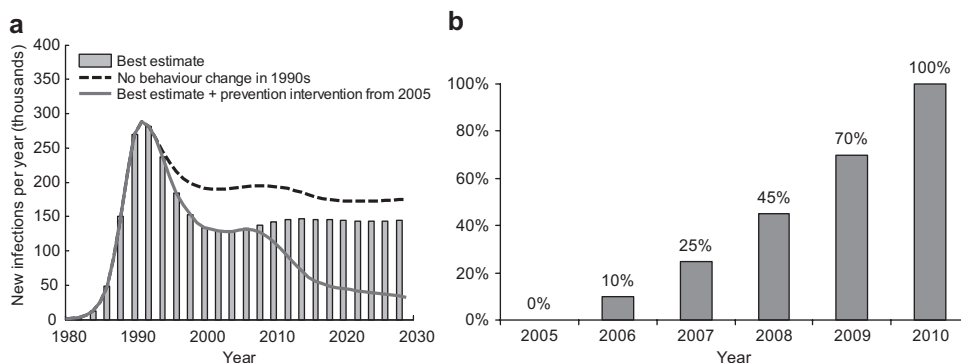 a
New infections per year (thousands)
400
350
300
250
200
150
100
50
0
Best estimate
No behaviour change in 1990s
Best estimate + prevention intervention from 2005
1980 1990 2000 2010 2020 2030
Year
b
100%
80%
60%
40%
20%
0%
0%
10%
25%
45%
70%
100%
2005 2006 2007 2008 2009 2010
Year